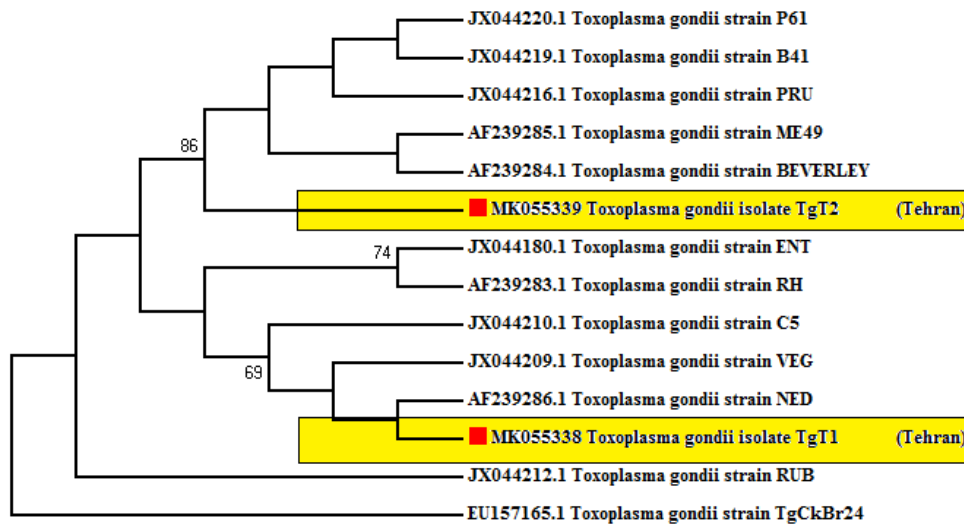 JX044220.1 Toxoplasma gondii strain P61
JX044219.1 Toxoplasma gondii strain B41
JX044216.1 Toxoplasma gondii strain PRU
AF239285.1 Toxoplasma gondii strain ME49
86
AF239284.1 Toxoplasma gondii strain BEVERLEY
MK055339 Toxoplasma gondii isolate TgT2 (Tehran)
74
JX044180.1 Toxoplasma gondii strain ENT
AF239283.1 Toxoplasma gondii strain RH
JX044210.1 Toxoplasma gondii strain C5
JX044209.1 Toxoplasma gondii strain VEG
69
AF239286.1 Toxoplasma gondii strain NED
MK055338 Toxoplasma gondii isolate TgT1 (Tehran)
JX044212.1 Toxoplasma gondii strain RUB
EU157165.1 Toxoplasma gondii strain TgCkBr24